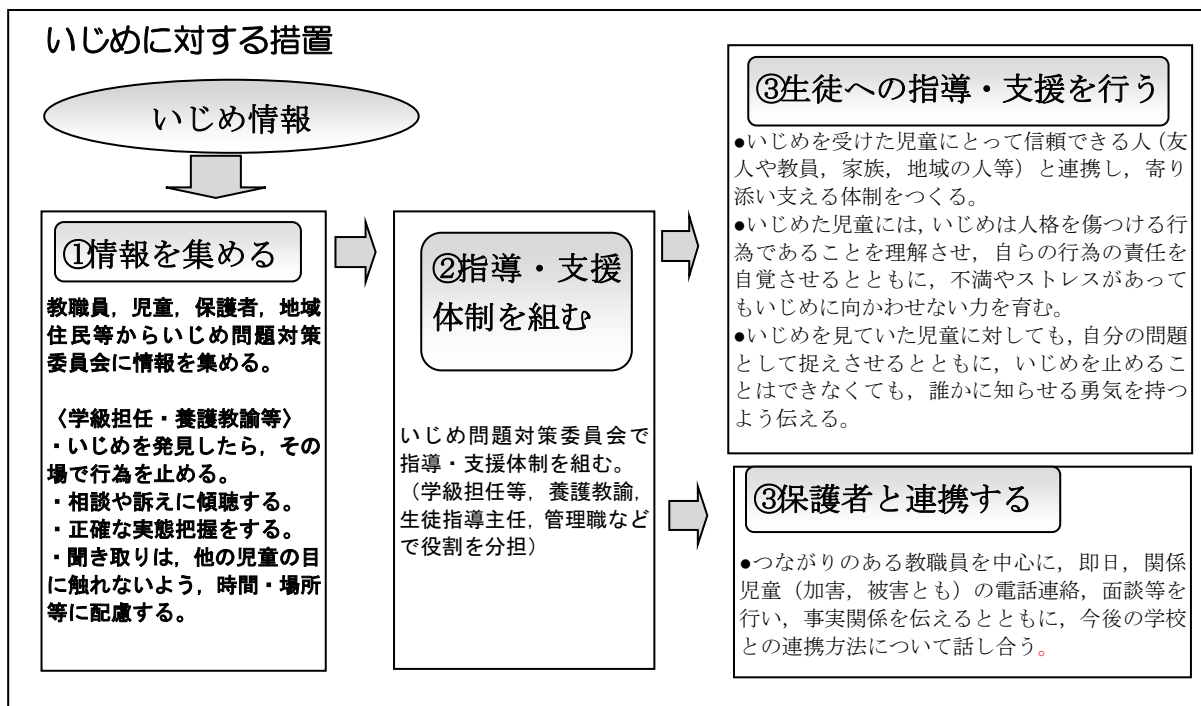 いじめに対する措置
いじめ情報
①情報を集める
教職員，児童，保護者，地域
住民等からいじめ問題対策
委員会に情報を集める。
〈学級担任・養護教諭等〉
・いじめを発見したら，その
場で行為を止める。
・相談や訴えに傾聴する。
・正確な実態把握をする。
・聞き取りは，他の児童の目
に触れないよう，時間・場所
等に配慮する。
②指導・支援
体制を組む
いじめ問題対策委員会で
指導・支援体制を組む。
（学級担任等，養護教諭，
生徒指導主任，管理職など
で役割を分担）
③生徒への指導・支援を行う
●いじめを受けた児童にとって信頼できる人（友
人や教員，家族，地域の人等）と連携し，寄り
添い支える体制をつくる。
●いじめた児童には，いじめは人格を傷つける行
為であることを理解させ，自らの行為の責任を
自覚させるとともに，不満やストレスがあって
もいじめに向かわせない力を育む。
●いじめを見ていた児童に対しても，自分の問題
として捉えさせるとともに，いじめを止めるこ
とはできなくても，誰かに知らせる勇気を持つ
よう伝える。
③保護者と連携する
●つながりのある教職員を中心に，即日，関係
児童（加害，被害とも）の電話連絡，面談等を
行い，事実関係を伝えるとともに，今後の学校
との連携方法について話し合う。